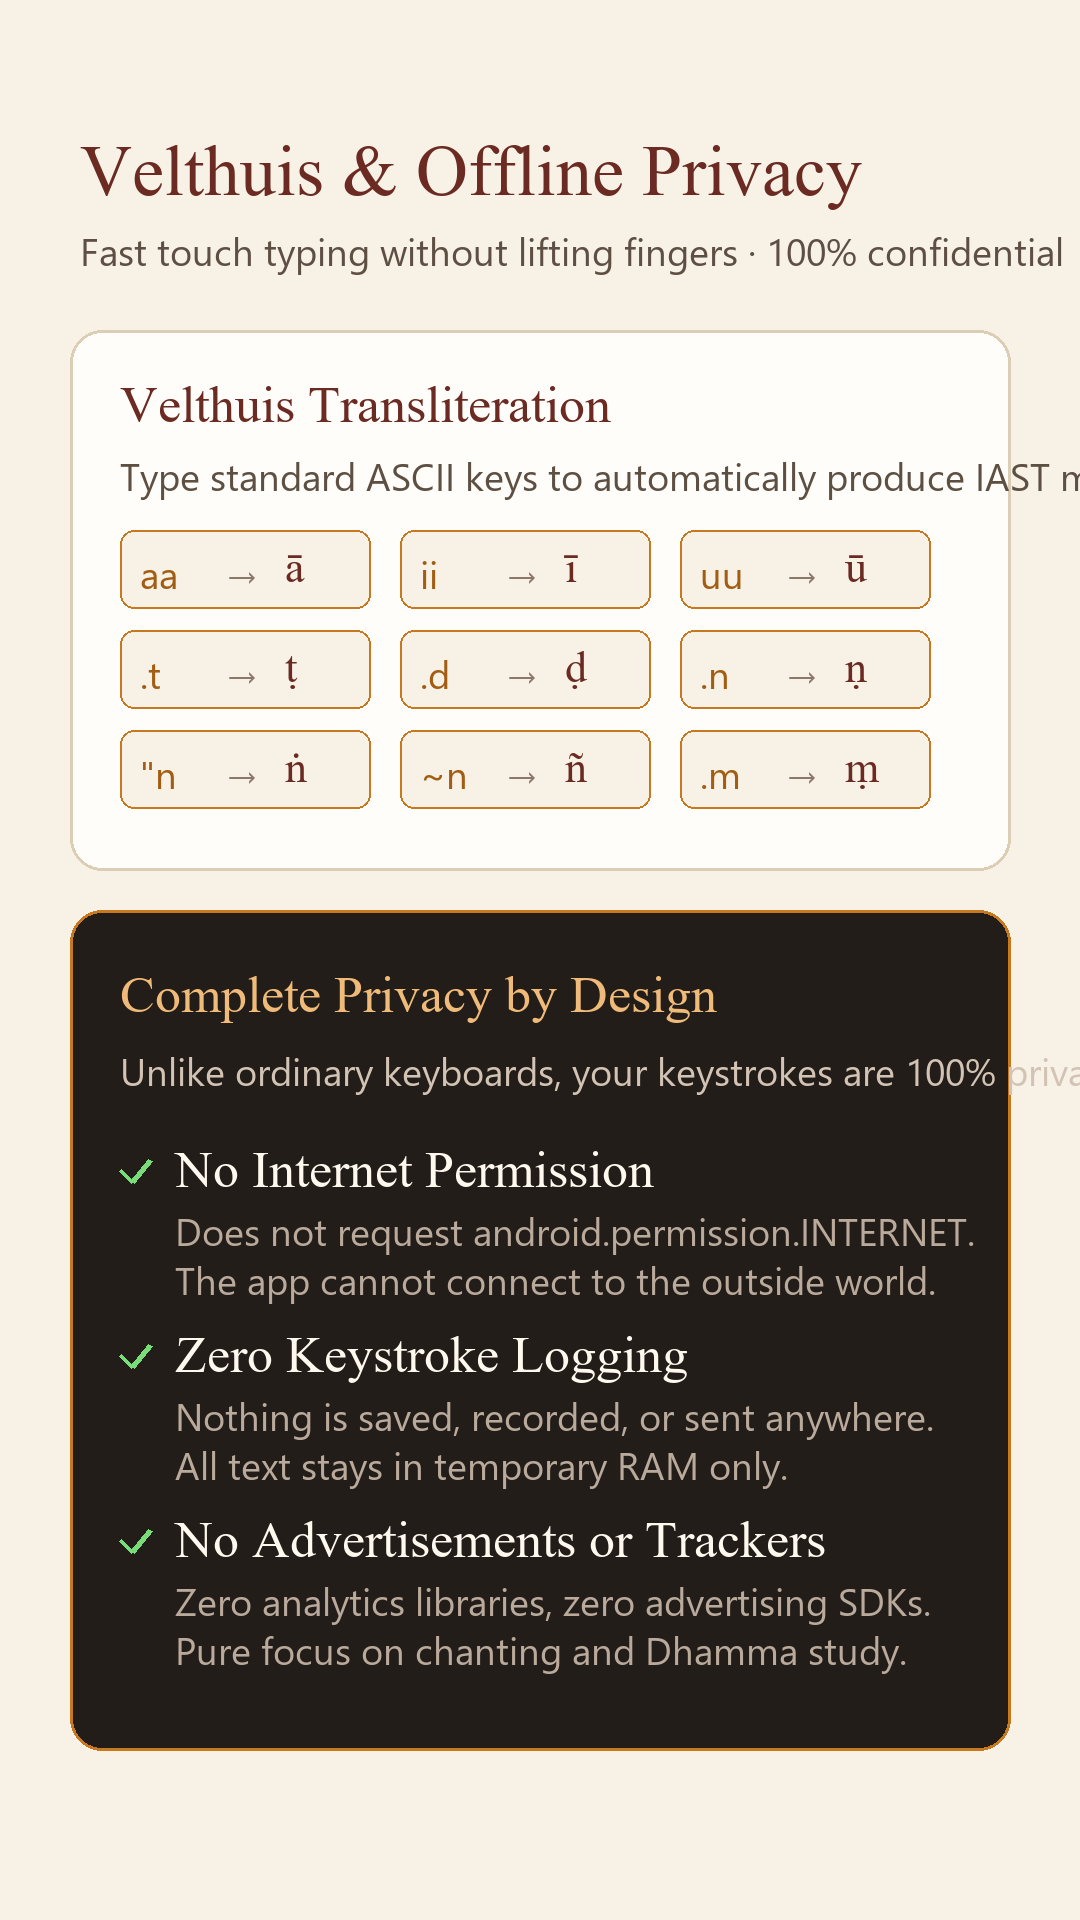 Velthuis & Offline Privacy
Fast touch typing without lifting fingers · 100% confidential
Velthuis Transliteration
Type standard ASCII keys to automatically produce IAST
aa → ā
ii → ī
uu → ū
.t → ṭ
.d → ḍ
.n → ṇ
"n → ṅ
~n → ñ
.m → ṃ
Complete Privacy by Design
Unlike ordinary keyboards, your keystrokes are 100%
No Internet Permission
Does not request android.permission.INTERNET.
The app cannot connect to the outside world.
Zero Keystroke Logging
Nothing is saved, recorded, or sent anywhere.
All text stays in temporary RAM only.
No Advertisements or Trackers
Zero analytics libraries, zero advertising SDKs.
Pure focus on chanting and Dhamma study.